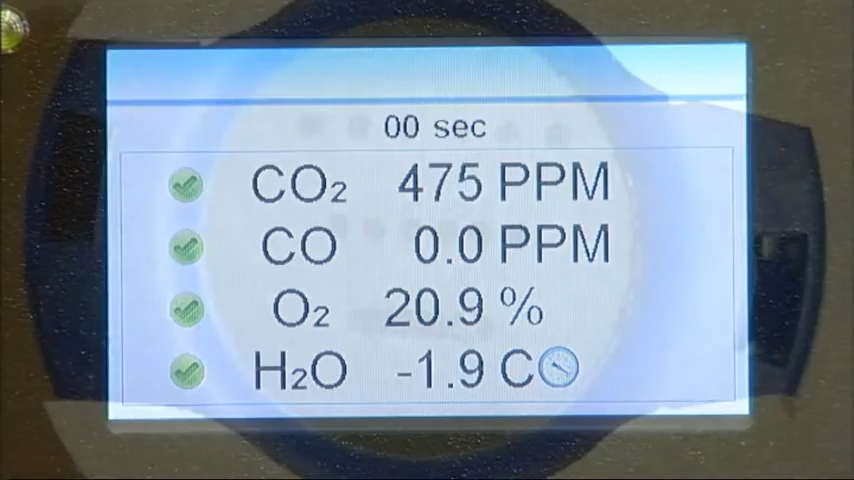 00 sec
CO₂ 475 PPM
CO 0.0 PPM
O₂ 20.9 %
H₂O -1.9 C